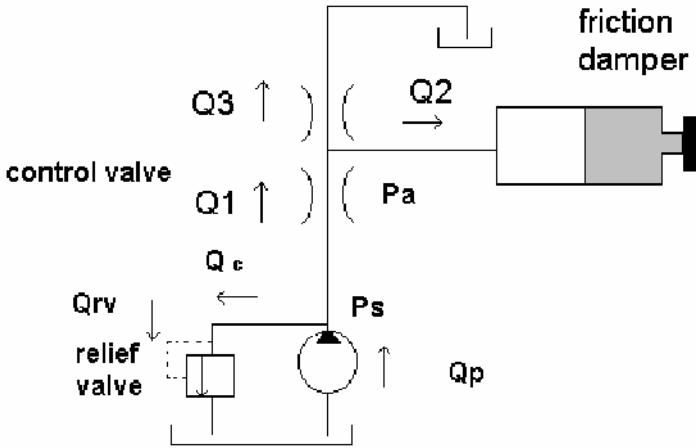 friction
damper
Q3
Q2
control valve
Q1
Pa
Q c
Qrv
Ps
relief
valve
Qp